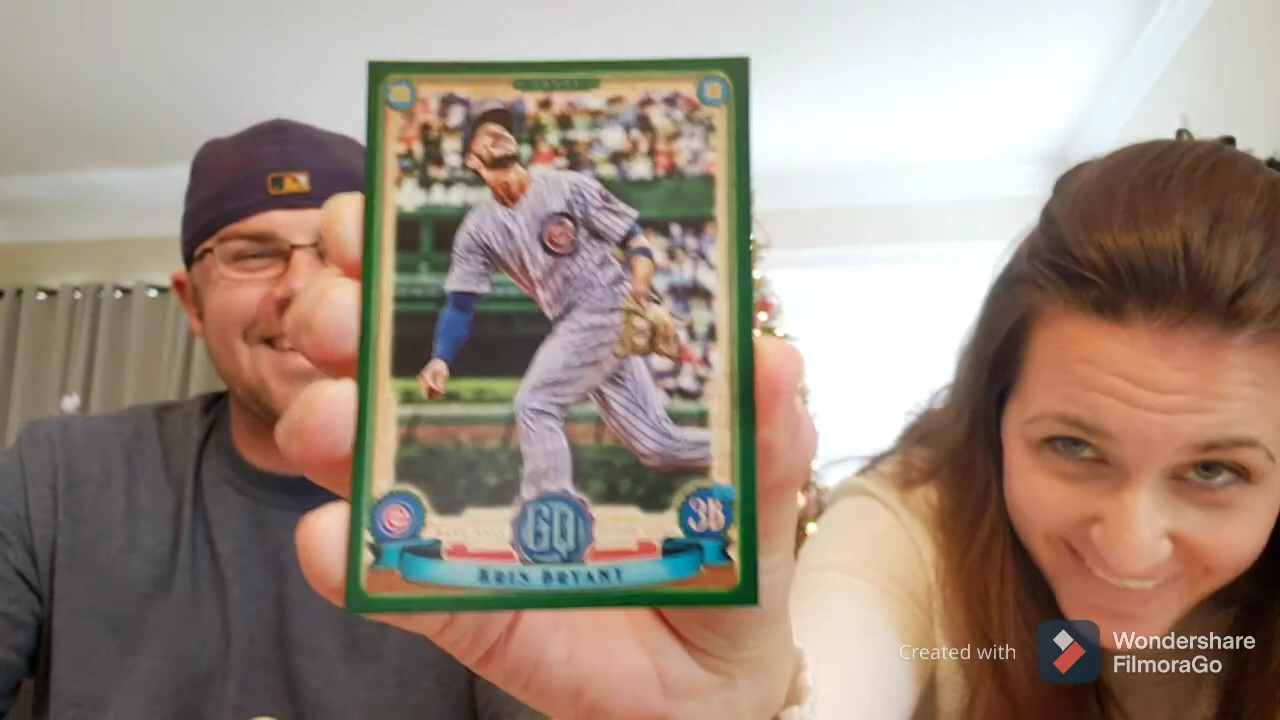 GQ
3B
KRIS BRYANT
Created with
Wondershare
FilmoraGo